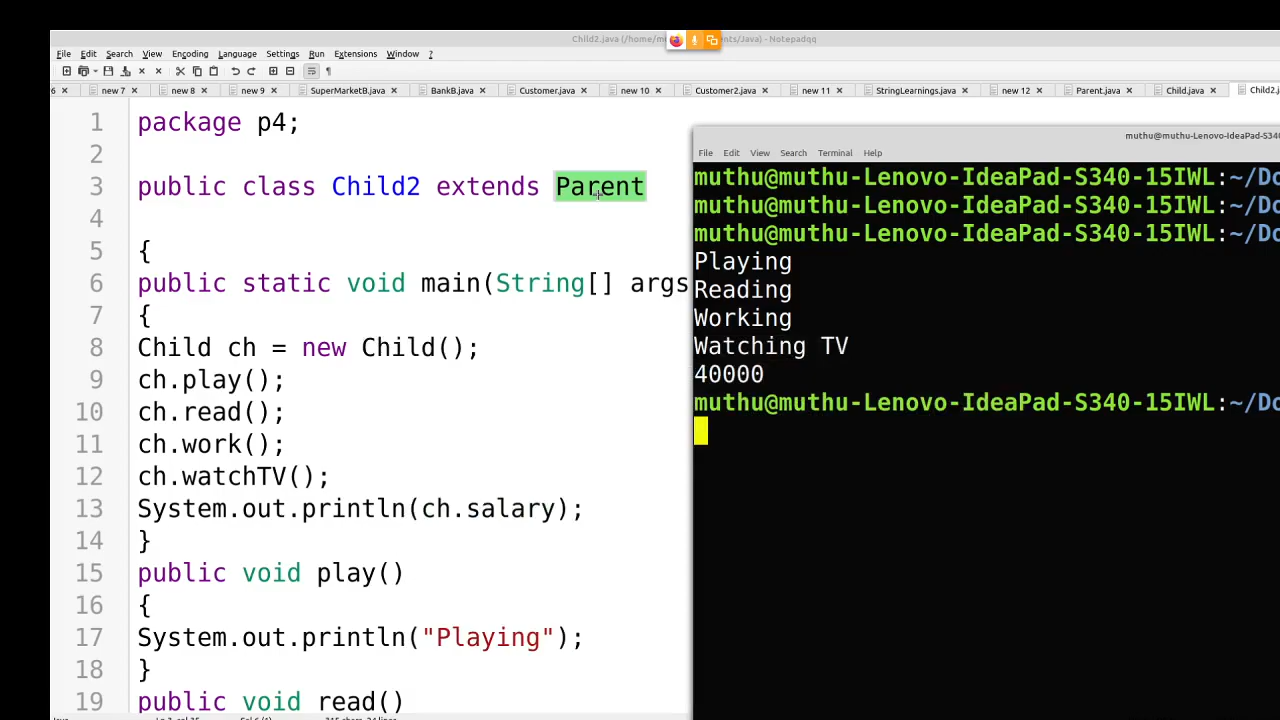 Child2.java (/home/m ents/Java) - Notepadqq
File Edit Search View Encoding Language Settings Run Extensions Window ?
6 new 7 new 8 new 9 SuperMarketB.java BankB.java Customer.java new 10 Customer2.java new 11 StringLearnings.java new 12 Parent.java Child.java Child2.j
1 package p4;
2
3 public class Child2 extends Parent
4
5 {
6 public static void main(String[] args
7 {
8 Child ch = new Child();
9 ch.play();
10 ch.read();
11 ch.work();
12 ch.watchTV();
13 System.out.println(ch.salary);
14 }
15 public void play()
16 {
17 System.out.println("Playing");
18 }
19 public void read()
muthu@muthu-Lenovo-IdeaPad-S340
File Edit View Search Terminal Help
muthu@muthu-Lenovo-IdeaPad-S340-15IWL:~/Do
muthu@muthu-Lenovo-IdeaPad-S340-15IWL:~/Do
muthu@muthu-Lenovo-IdeaPad-S340-15IWL:~/Do
Playing
Reading
Working
Watching TV
40000
muthu@muthu-Lenovo-IdeaPad-S340-15IWL:~/Do